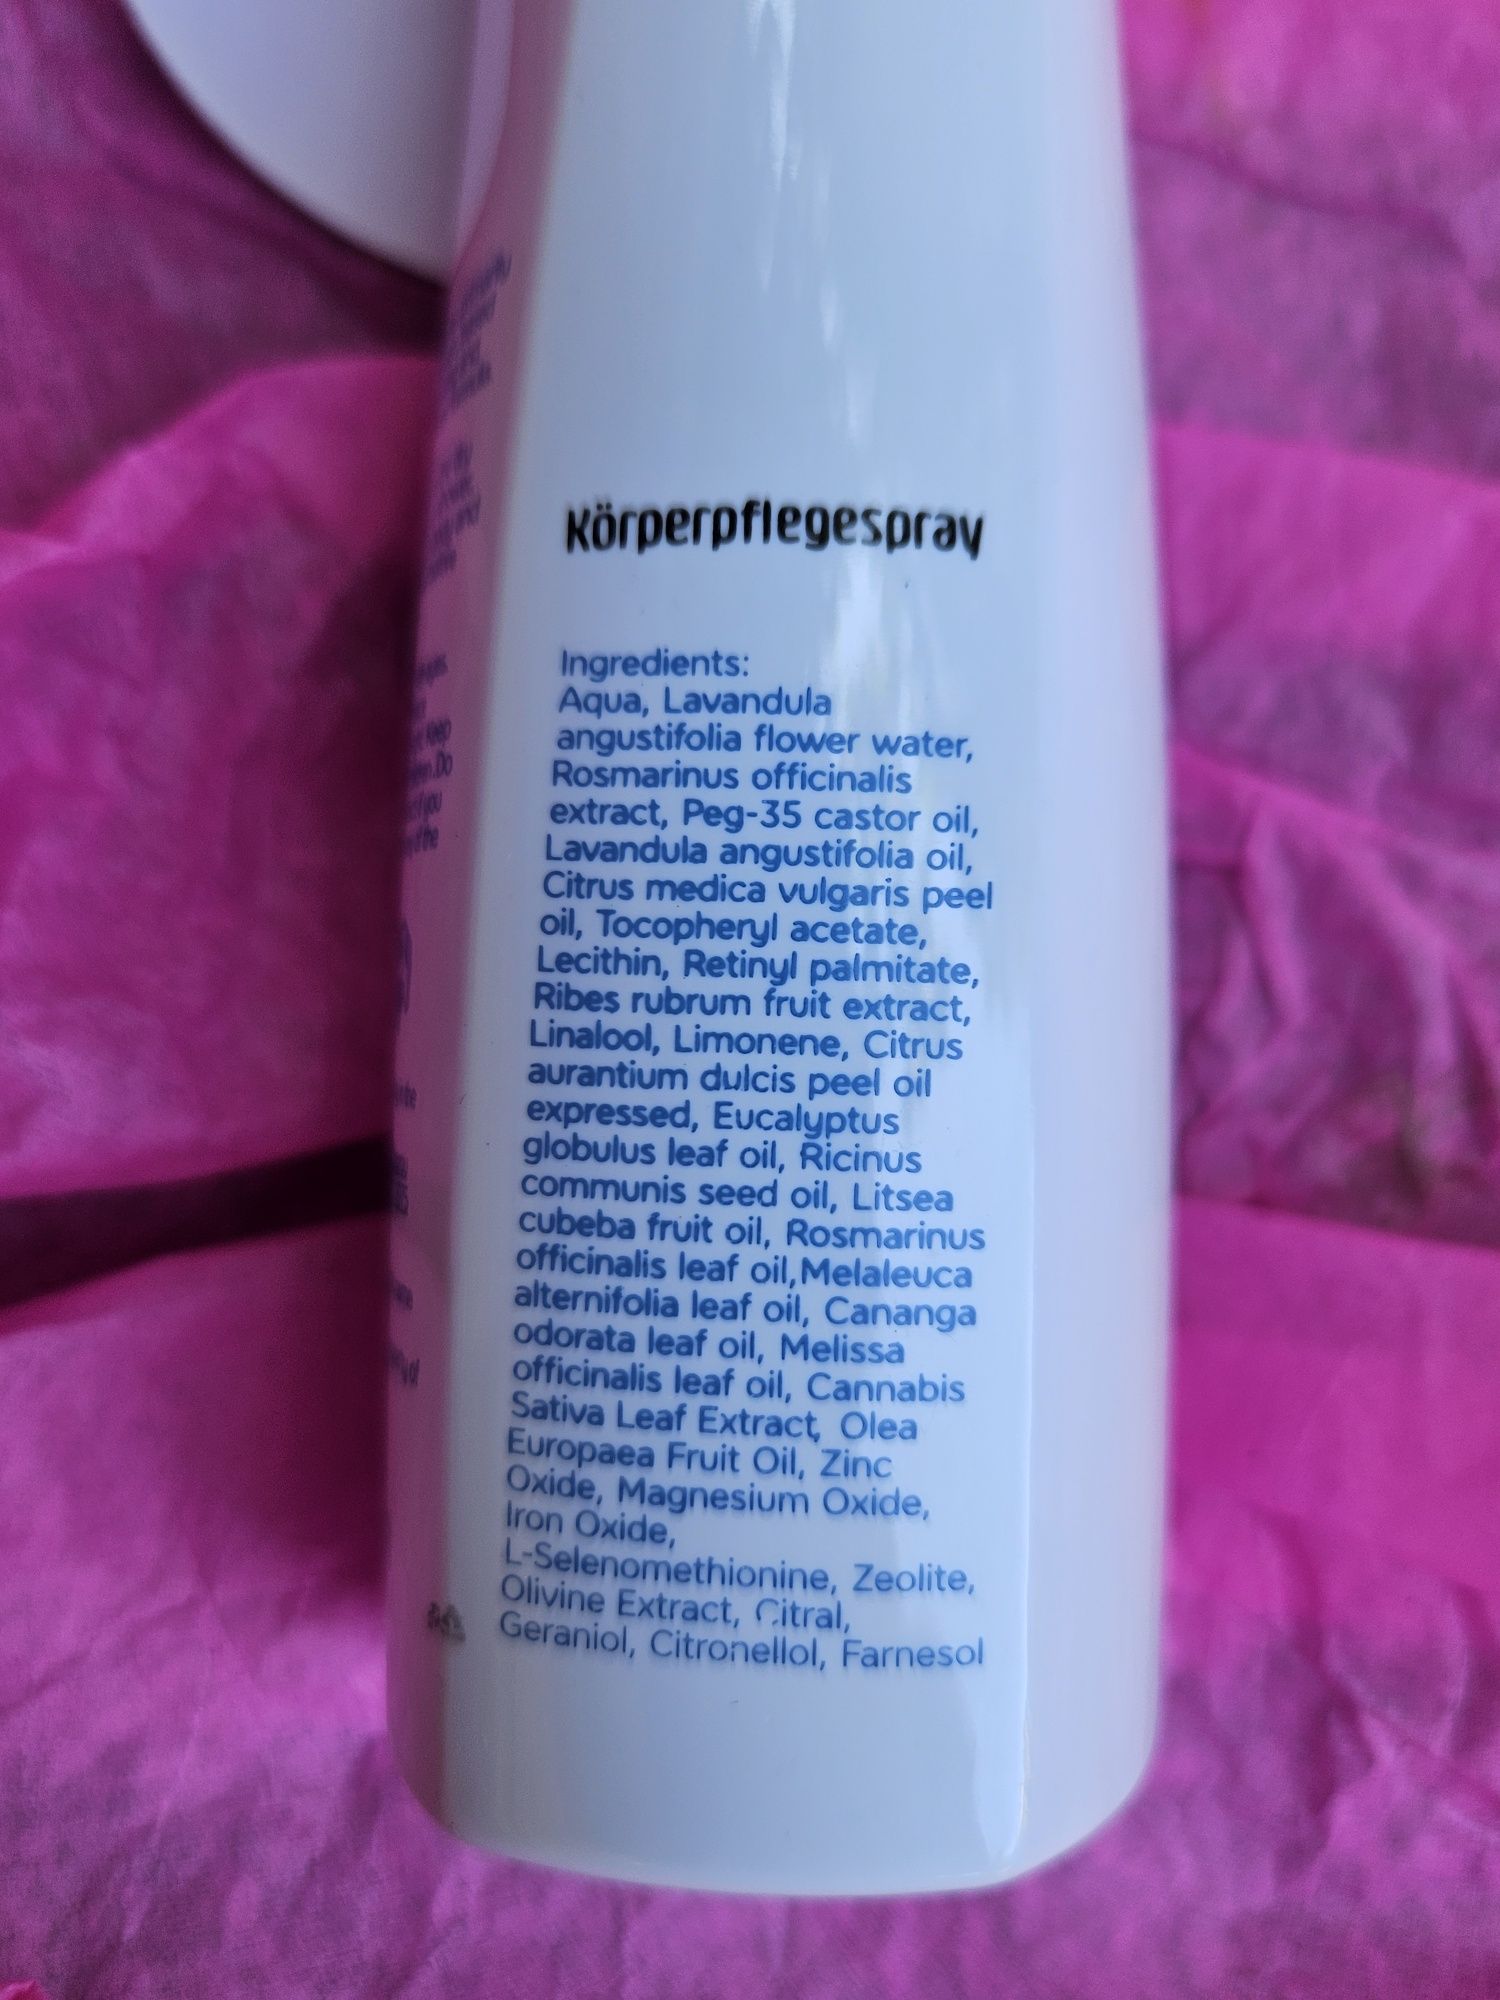 Körperpflegespray
Ingredients:
Aqua, Lavandula
angustifolia flower water,
Rosmarinus officinalis
extract, Peg-35 castor oil,
Lavandula angustifolia oil,
Citrus medica vulgaris peel
oil, Tocopheryl acetate,
Lecithin, Retinyl palmitate,
Ribes rubrum fruit extract,
Linalool, Limonene, Citrus
aurantium dulcis peel oil
expressed, Eucalyptus
globulus leaf oil, Ricinus
communis seed oil, Litsea
cubeba fruit oil, Rosmarinus
officinalis leaf oil,Melaleuca
alternifolia leaf oil, Cananga
odorata leaf oil, Melissa
officinalis leaf oil, Cannabis
Sativa Leaf Extract, Olea
Europaea Fruit Oil, Zinc
Oxide, Magnesium Oxide,
Iron Oxide,
L-Selenomethionine, Zeolite,
Olivine Extract, Citral,
Geraniol, Citronellol, Farnesol